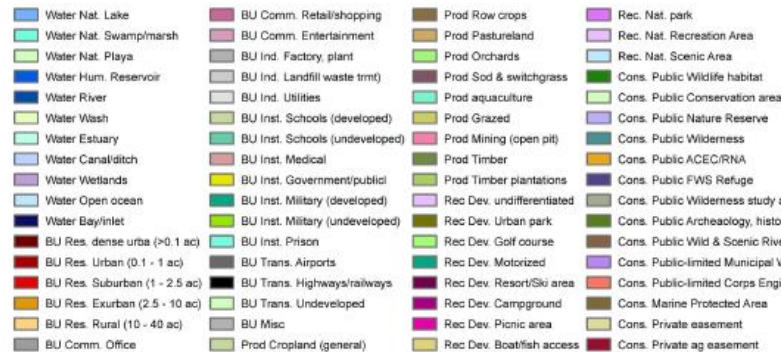 Water Nat. Lake
Water Nat. Swamp/marsh
Water Nat. Playa
Water Hum. Reservoir
Water River
Water Wash
Water Estuary
Water Canal/ditch
Water Wetlands
Water Open ocean
Water Bay/inlet
BU Res. dense urba (>0.1 ac)
BU Res. Urban (0.1 - 1 ac)
BU Res. Suburban (1 - 2.5 ac)
BU Res. Exurban (2.5 - 10 ac)
BU Res. Rural (10 - 40 ac)
BU Comm. Office
BU Comm. Retail/shopping
BU Comm. Entertainment
BU Ind. Factory, plant
BU Ind. Landfill waste trmt)
BU Ind. Utilities
BU Inst. Schools (developed)
BU Inst. Schools (undeveloped)
BU Inst. Medical
BU Inst. Government/publicl
BU Inst. Military (developed)
BU Inst. Military (undeveloped)
BU Inst. Prison
BU Trans. Airports
BU Trans. Highways/railways
BU Trans. Undeveloped
BU Misc
Prod Cropland (general)
Prod Row crops
Prod Pastureland
Prod Orchards
Prod Sod & switchgrass
Prod aquaculture
Prod Grazed
Prod Mining (open pit)
Prod Timber
Prod Timber plantations
Rec Dev. undifferentiated
Rec Dev. Urban park
Rec Dev. Golf course
Rec Dev. Motorized
Rec Dev. Resort/Ski area
Rec Dev. Campground
Rec Dev. Picnic area
Rec Dev. Boat/fish access
Rec. Nat. park
Rec. Nat. Recreation Area
Rec. Nat. Scenic Area
Cons. Public Wildlife habitat
Cons. Public Conservation area
Cons. Public Nature Reserve
Cons. Public Wilderness
Cons. Public ACEC/RNA
Cons. Public FWS Refuge
Cons. Public Wilderness study
Cons. Public Archeaology, histo
Cons. Public Wild & Scenic Rive
Cons. Public-limited Municipal
Cons. Public-limited Corps Engi
Cons. Marine Protected Area
Cons. Private easement
Cons. Private ag easement